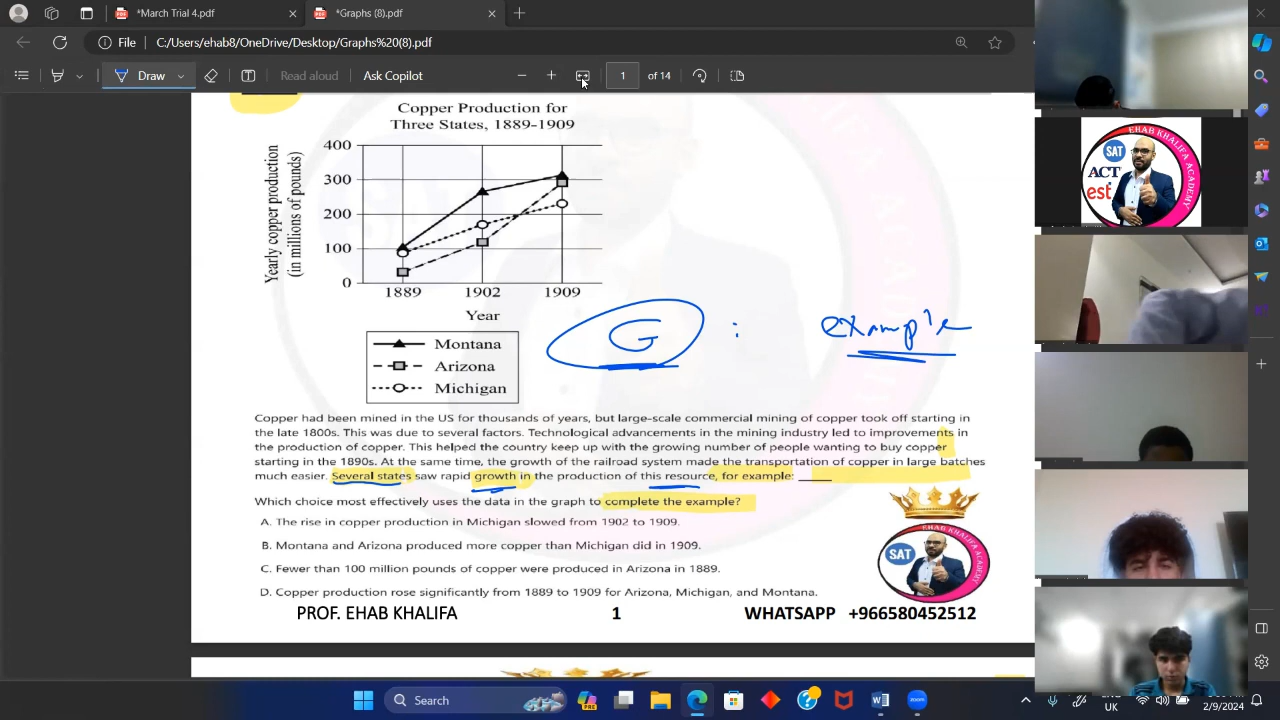 *March Trial 4.pdf
*Graphs (8).pdf
File
C:/Users/ehab8/OneDrive/Desktop/Graphs%20(8).pdf
Draw
Read aloud
Ask Copilot
1
of 14
Copper Production for
Three States, 1889-1909
Yearly copper production
(in millions of pounds)
400
300
200
100
0
1889
1902
1909
Year
Montana
Arizona
Michigan
G : example
Copper had been mined in the US for thousands of years, but large-scale commercial mining of copper took off starting in
the late 1800s. This was due to several factors. Technological advancements in the mining industry led to improvements in
the production of copper. This helped the country keep up with the growing number of people wanting to buy copper
starting in the 1890s. At the same time, the growth of the railroad system made the transportation of copper in large batches
much easier. Several states saw rapid growth in the production of this resource, for example: ____
Which choice most effectively uses the data in the graph to complete the example?
A. The rise in copper production in Michigan slowed from 1902 to 1909.
B. Montana and Arizona produced more copper than Michigan did in 1909.
C. Fewer than 100 million pounds of copper were produced in Arizona in 1889.
D. Copper production rose significantly from 1889 to 1909 for Arizona, Michigan, and Montana.
EHAB KHALIFA ACADEMY
SAT
PROF. EHAB KHALIFA
1
WHATSAPP +966580452512
EHAB KHALIFA ACADEMY
SAT
ACT
est
Search
PRE
zoom
UK
2/9/2024